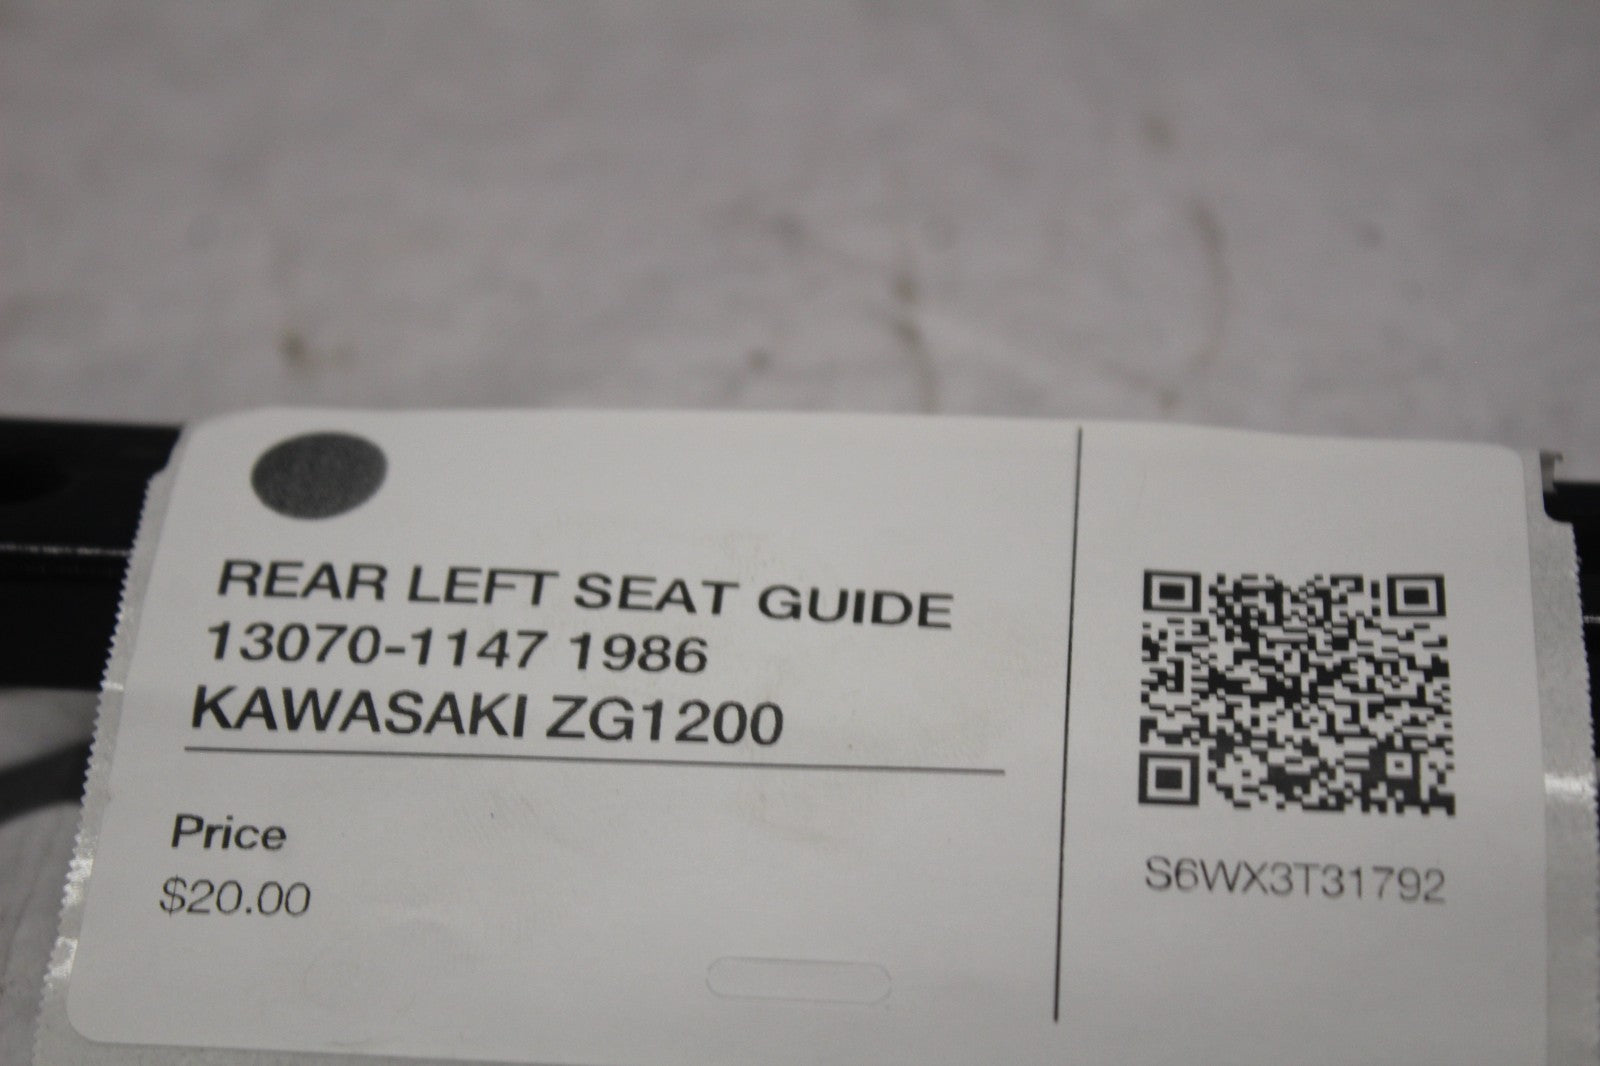 REAR LEFT SEAT GUIDE
13070-1147 1986
KAWASAKI ZG1200
Price
$20.00
S6WX3T31792